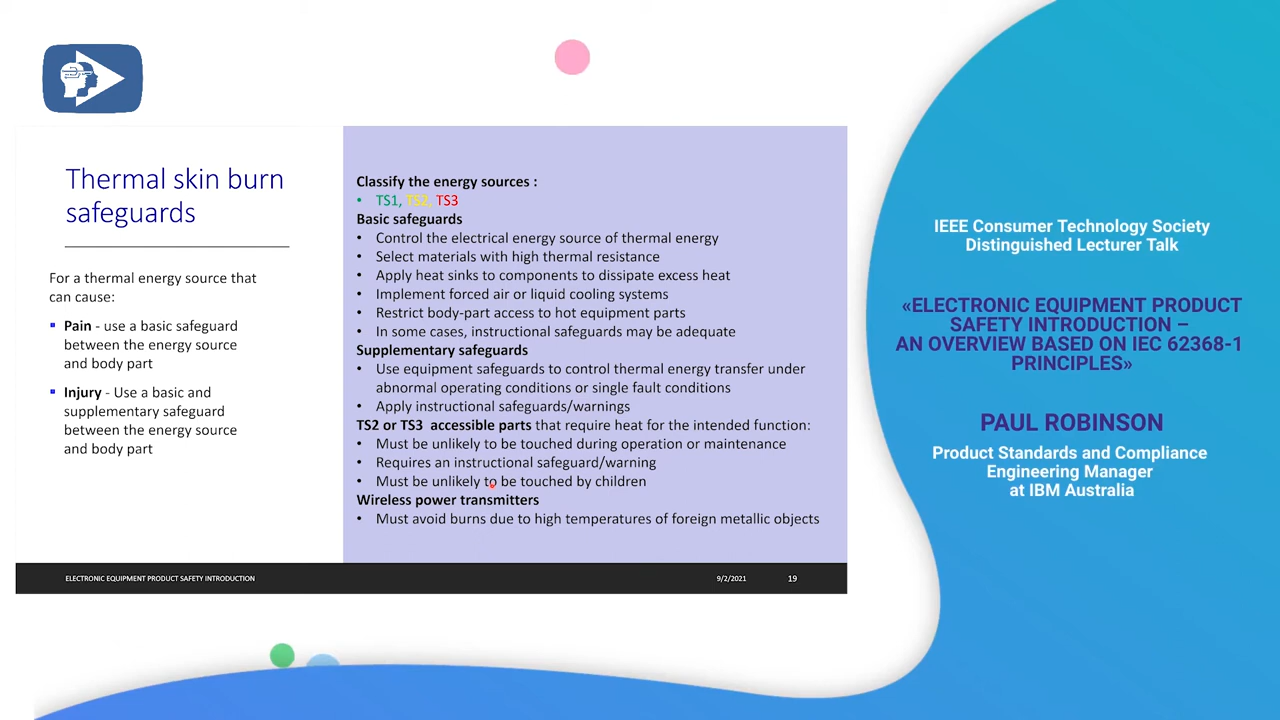 Thermal skin burn
safeguards
For a thermal energy source that
can cause:
▪ Pain - use a basic safeguard
between the energy source
and body part
▪ Injury - Use a basic and
supplementary safeguard
between the energy source
and body part
Classify the energy sources :
• TS1, TS2, TS3
Basic safeguards
• Control the electrical energy source of thermal energy
• Select materials with high thermal resistance
• Apply heat sinks to components to dissipate excess heat
• Implement forced air or liquid cooling systems
• Restrict body-part access to hot equipment parts
• In some cases, instructional safeguards may be adequate
Supplementary safeguards
• Use equipment safeguards to control thermal energy transfer under
abnormal operating conditions or single fault conditions
• Apply instructional safeguards/warnings
TS2 or TS3 accessible parts that require heat for the intended function:
• Must be unlikely to be touched during operation or maintenance
• Requires an instructional safeguard/warning
• Must be unlikely to be touched by children
Wireless power transmitters
• Must avoid burns due to high temperatures of foreign metallic objects
ELECTRONIC EQUIPMENT PRODUCT SAFETY INTRODUCTION
9/2/2021
19
IEEE Consumer Technology Society
Distinguished Lecturer Talk
«ELECTRONIC EQUIPMENT PRODUCT
SAFETY INTRODUCTION –
AN OVERVIEW BASED ON IEC 62368-1
PRINCIPLES»
PAUL ROBINSON
Product Standards and Compliance
Engineering Manager
at IBM Australia